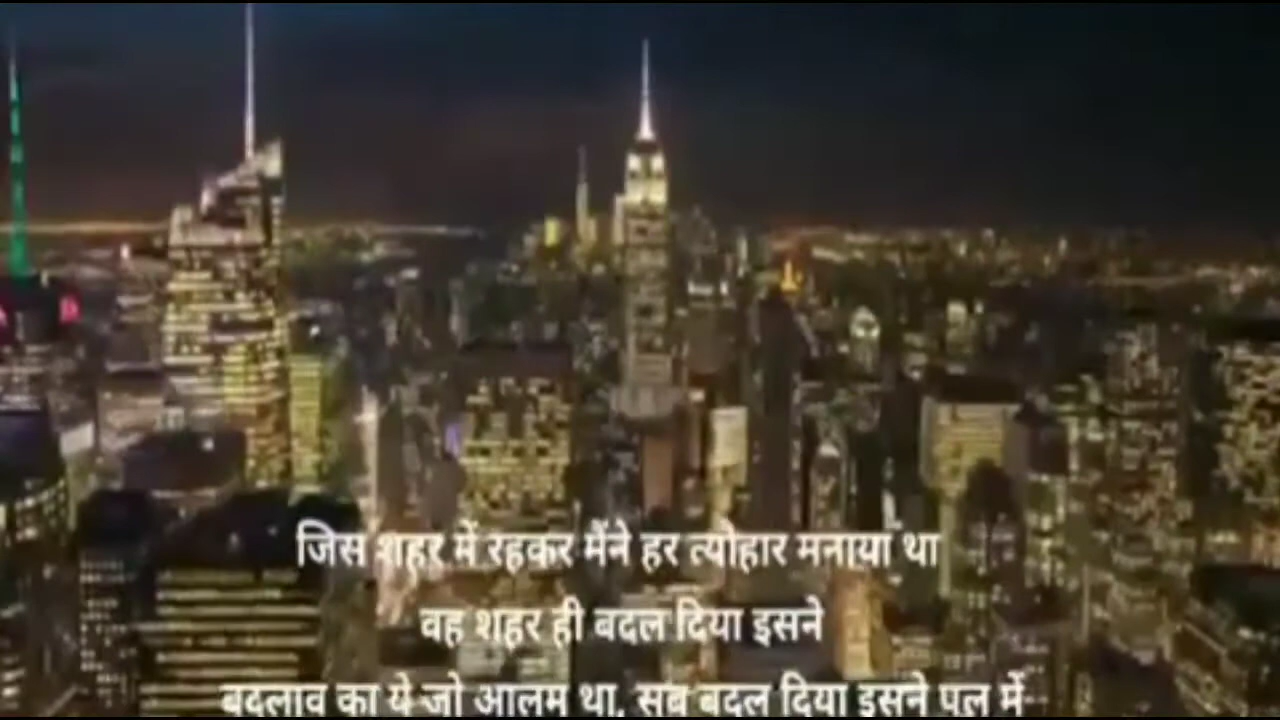 जिस शहर में रहकर मैंने हर त्योहार मनाया था
वह शहर ही बदल दिया इसने
बदलाव का ये जो आलम था, सब बदल दिया इसने पल में